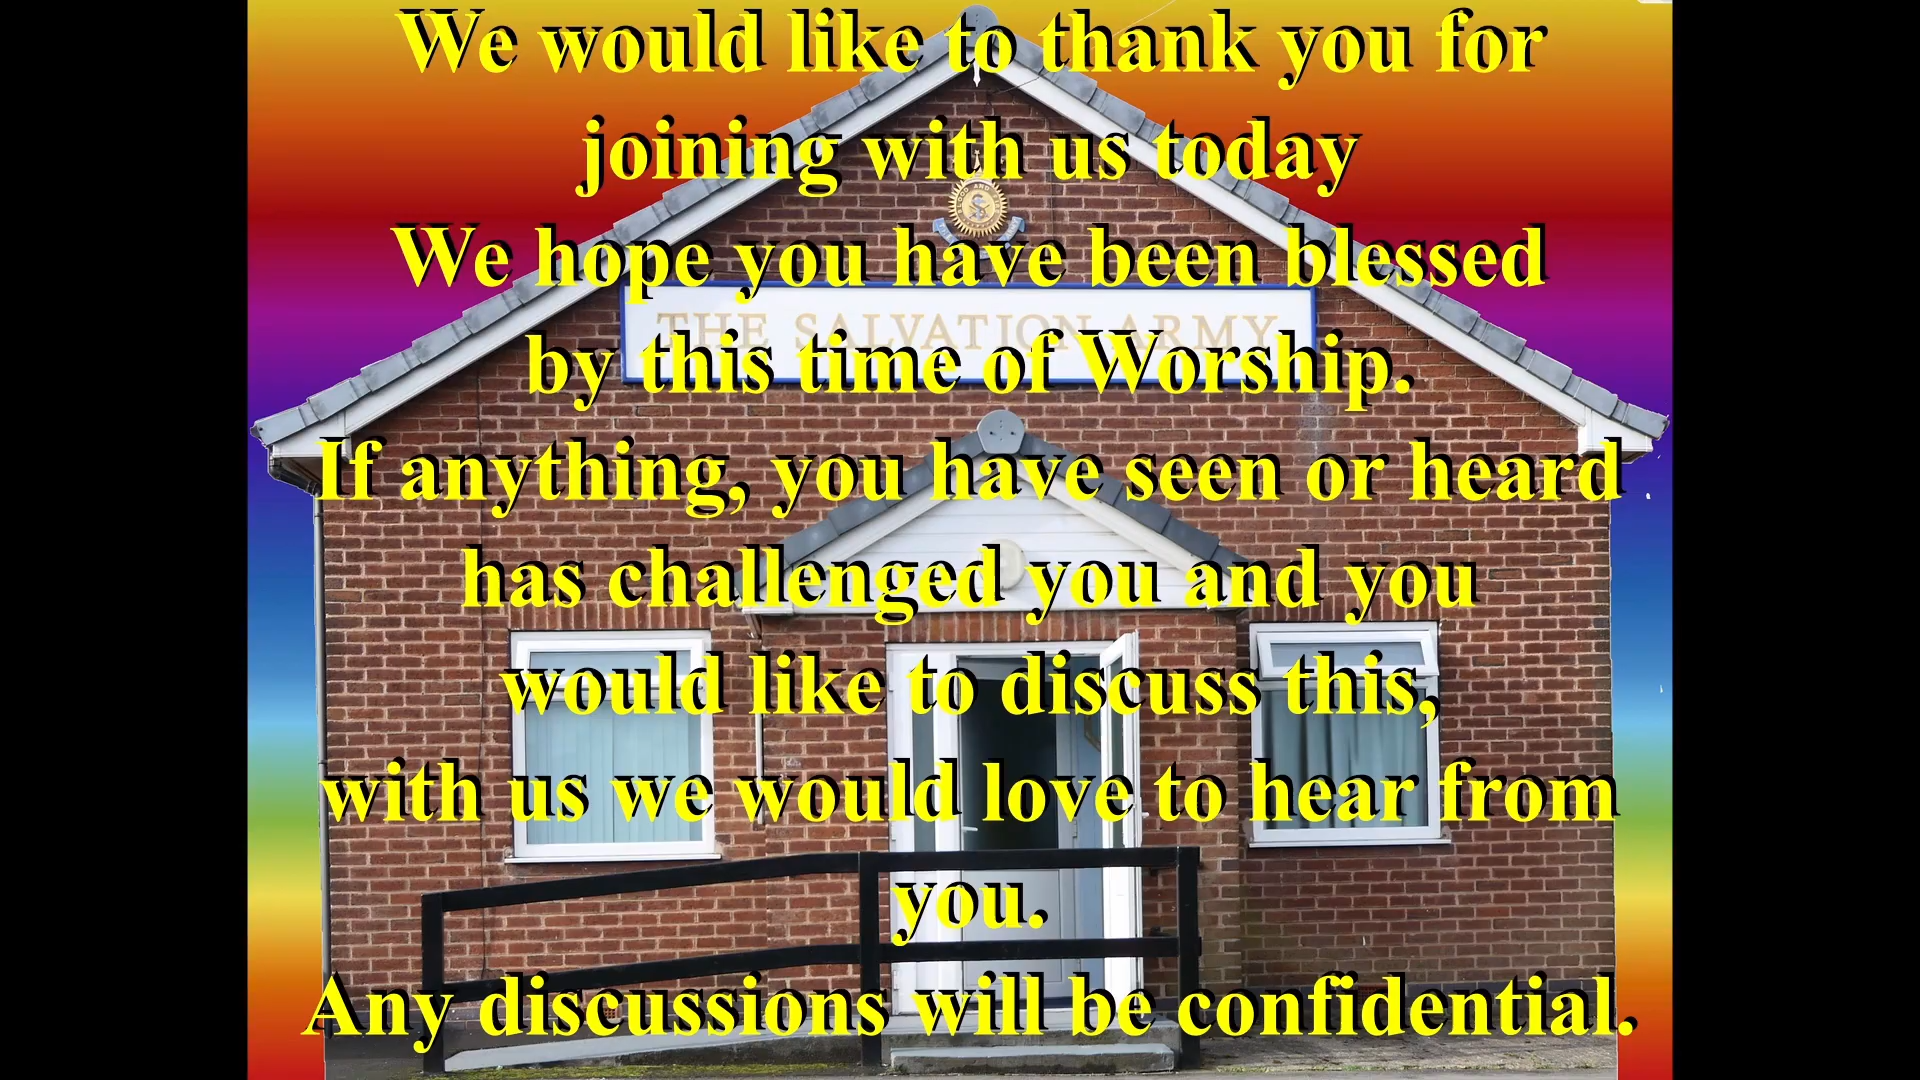 We would like to thank you for
joining with us today
We hope you have been blessed
THE SALVATION ARMY
by this time of Worship.
If anything, you have seen or heard
has challenged you and you
would like to discuss this,
with us we would love to hear from
you.
Any discussions will be confidential.